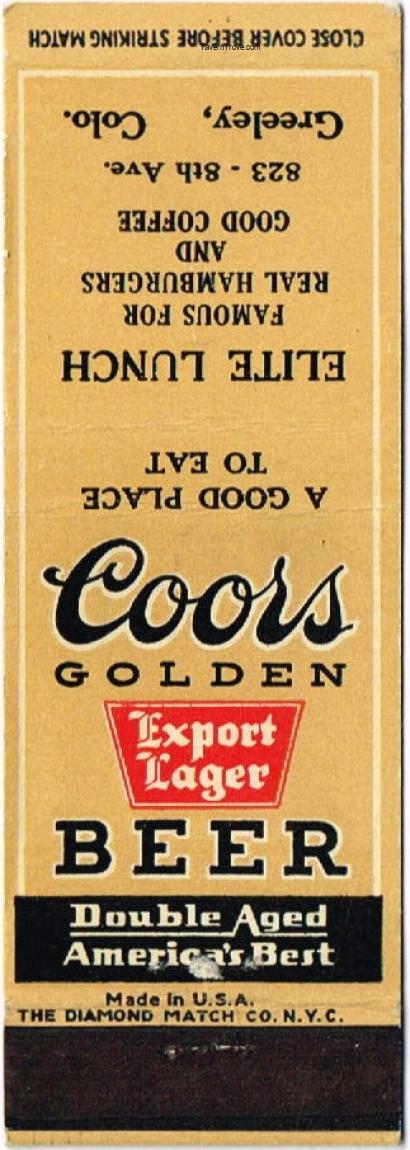 CLOSE COVER BEFORE STRIKING MATCH
tavernTrove.com
A GOOD PLACE
TO EAT
ELITE LUNCH
FAMOUS FOR
REAL HAMBURGERS
AND
GOOD COFFEE
823 - 8th Ave.
Greeley, Colo.
Coors
GOLDEN
Export
Lager
BEER
Double Aged
America's Best
Made in U.S.A.
THE DIAMOND MATCH CO. N.Y.C.